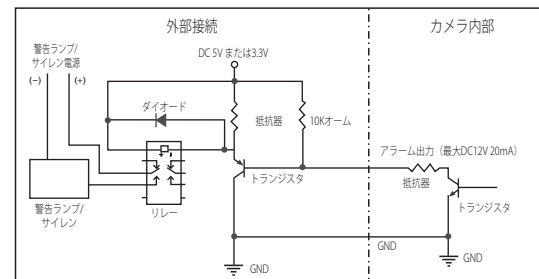 外部接続
カメラ内部
DC 5V または3.3V
警告ランプ/
サイレン電源
(−)
(+)
ダイオード
抵抗器
10Kオーム
アラーム出力（最大DC12V 20mA）
抵抗器
トランジスタ
トランジスタ
警告ランプ/
サイレン
リレー
GND
GND
GND